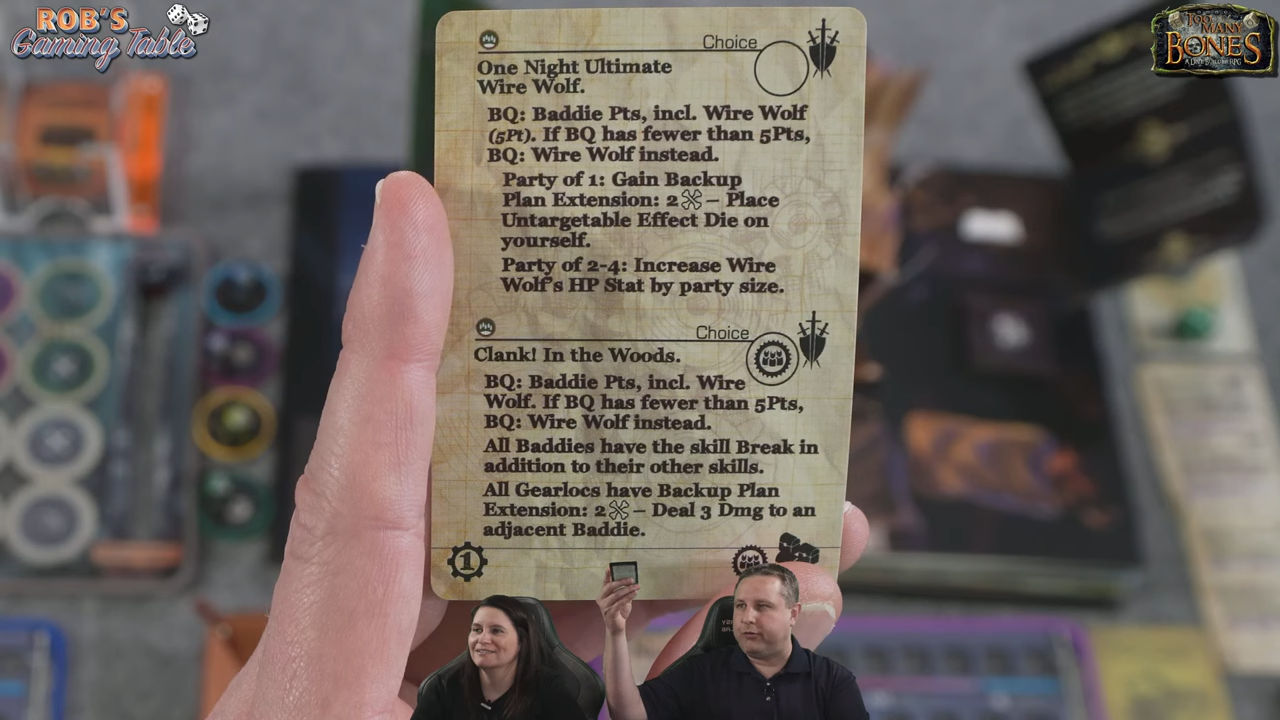 ROB'S
Gaming Table
TOO
MANY
BONES
Choice
One Night Ultimate
Wire Wolf.
BQ: Baddie Pts, incl. Wire Wolf
(5Pt). If BQ has fewer than 5Pts,
BQ: Wire Wolf instead.
Party of 1: Gain Backup
Plan Extension: 2 – Place
Untargetable Effect Die on
yourself.
Party of 2-4: Increase Wire
Wolf's HP Stat by party size.
Choice
Clank! In the Woods.
BQ: Baddie Pts, incl. Wire
Wolf. If BQ has fewer than 5Pts,
BQ: Wire Wolf instead.
All Baddies have the skill Break in
addition to their other skills.
All Gearlocs have Backup Plan
Extension: 2 – Deal 3 Dmg to an
adjacent Baddie.
1